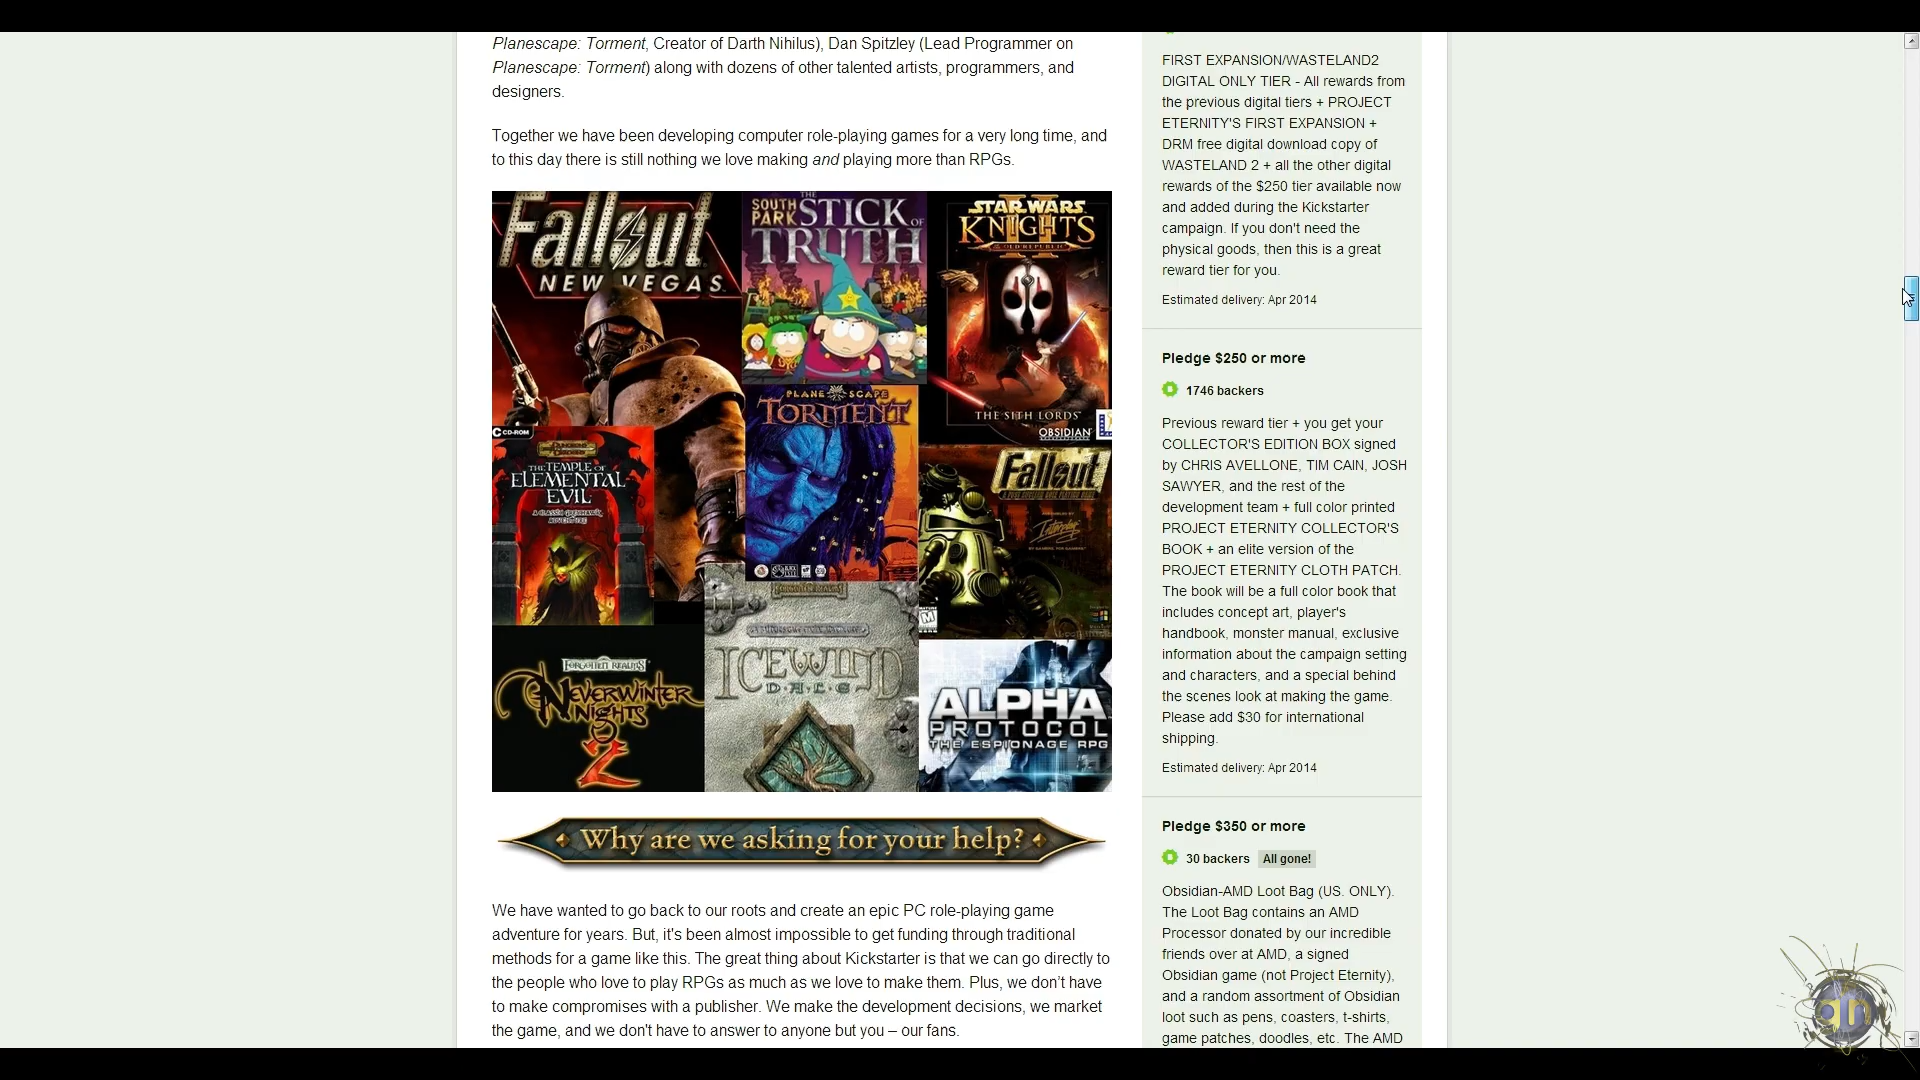 Planescape: Torment, Creator of Darth Nihilus), Dan Spitzley (Lead Programmer on
Planescape: Torment) along with dozens of other talented artists, programmers, and
designers.
Together we have been developing computer role-playing games for a very long time, and
to this day there is still nothing we love making and playing more than RPGs.
Fallout
NEW VEGAS
SOUTH PARK
THE
STICK OF
TRUTH
STAR WARS
KNIGHTS
OF THE OLD REPUBLIC
II
THE SITH LORDS
OBSIDIAN
PC CD-ROM
DUNGEONS & DRAGONS
THE TEMPLE OF
ELEMENTAL
EVIL
A CLASSIC GREYHAWK
ADVENTURE
PLANESCAPE
TORMENT
Fallout
Interplay
FORGOTTEN REALMS
NEVERWINTER
NIGHTS
2
FORGOTTEN REALMS
ICEWIND
DALE
ALPHA
PROTOCOL
THE ESPIONAGE RPG
Why are we asking for your help?
We have wanted to go back to our roots and create an epic PC role-playing game
adventure for years. But, it's been almost impossible to get funding through traditional
methods for a game like this. The great thing about Kickstarter is that we can go directly to
the people who love to play RPGs as much as we love to make them. Plus, we don't have
to make compromises with a publisher. We make the development decisions, we market
the game, and we don't have to answer to anyone but you – our fans.
FIRST EXPANSION/WASTELAND2
DIGITAL ONLY TIER - All rewards from
the previous digital tiers + PROJECT
ETERNITY'S FIRST EXPANSION +
DRM free digital download copy of
WASTELAND 2 + all the other digital
rewards of the $250 tier available now
and added during the Kickstarter
campaign. If you don't need the
physical goods, then this is a great
reward tier for you.
Estimated delivery: Apr 2014
Pledge $250 or more
1746 backers
Previous reward tier + you get your
COLLECTOR'S EDITION BOX signed
by CHRIS AVELLONE, TIM CAIN, JOSH
SAWYER, and the rest of the
development team + full color printed
PROJECT ETERNITY COLLECTOR'S
BOOK + an elite version of the
PROJECT ETERNITY CLOTH PATCH.
The book will be a full color book that
includes concept art, player's
handbook, monster manual, exclusive
information about the campaign setting
and characters, and a special behind
the scenes look at making the game.
Please add $30 for international
shipping.
Estimated delivery: Apr 2014
Pledge $350 or more
30 backers All gone!
Obsidian-AMD Loot Bag (US. ONLY).
The Loot Bag contains an AMD
Processor donated by our incredible
friends over at AMD, a signed
Obsidian game (not Project Eternity),
and a random assortment of Obsidian
loot such as pens, coasters, t-shirts,
game patches, doodles, etc. The AMD